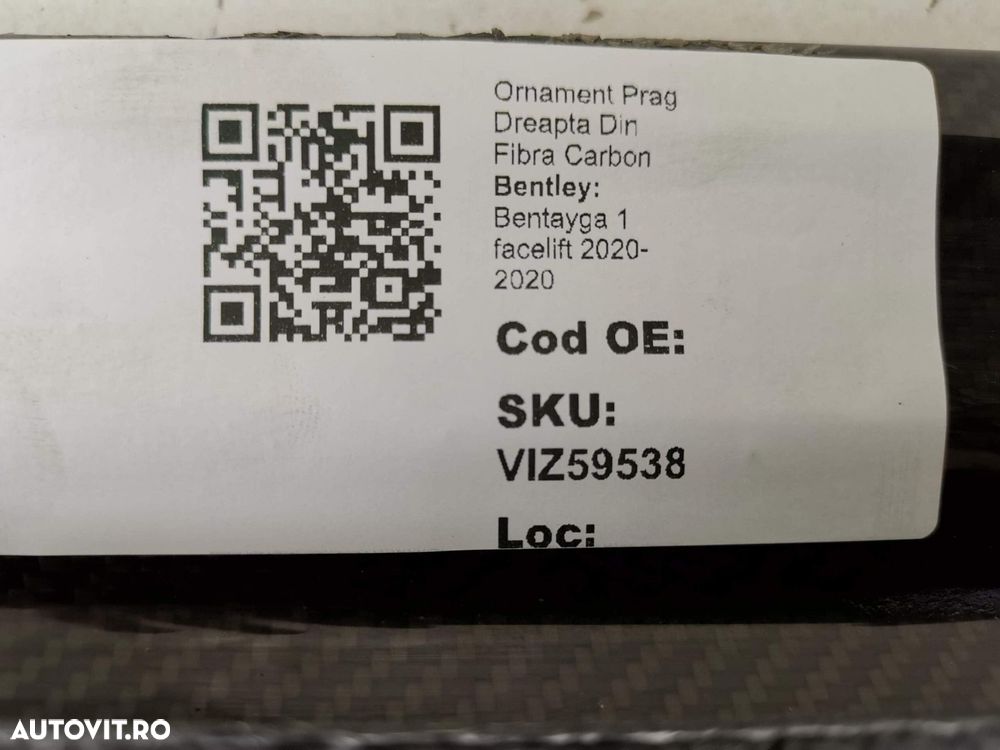 Ornament Prag
Dreapta Din
Fibra Carbon
Bentley:
Bentayga 1
facelift 2020-
2020
Cod OE:
SKU:
VIZ59538
Loc:
AUTOVIT.RO